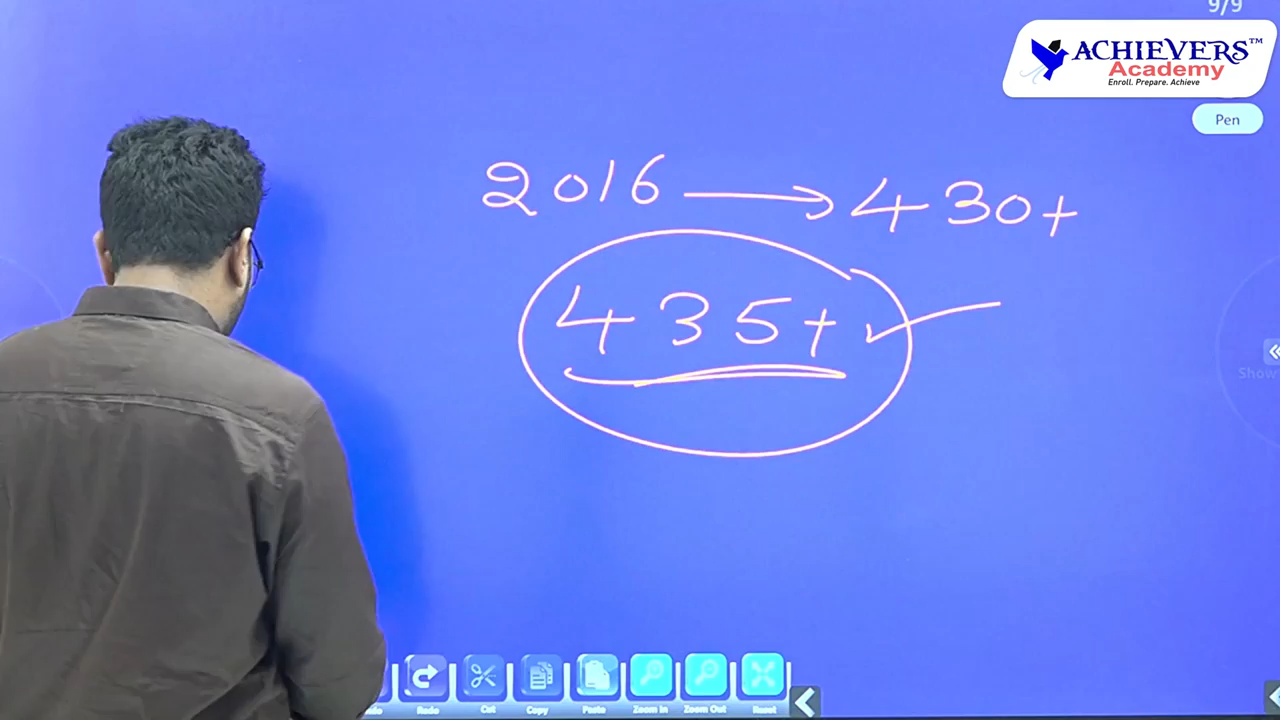 9/9
ACHIEVERS™
Academy
Enroll. Prepare. Achieve
Pen
2016 → 430+
435+ ✓
Show
Redo
Cut
Copy
Paste
Zoom In
Zoom Out
Reset